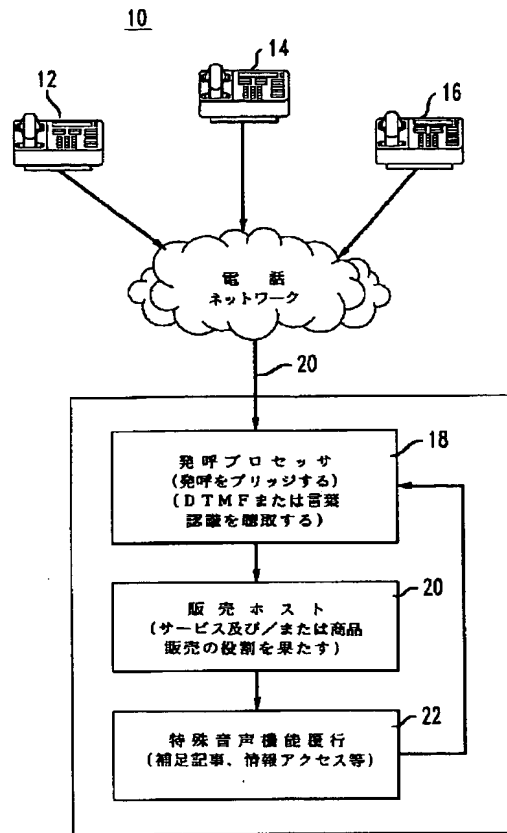 10
12
14
16
電話
ネットワーク
20
18
発呼プロセッサ
(発呼をブリッジする)
(DTMFまたは言葉
認識を聴取する)
20
販売ホスト
(サービス及び/または商品
販売の役割を果たす)
22
特殊音声機能履行
(補足記事、情報アクセス等)